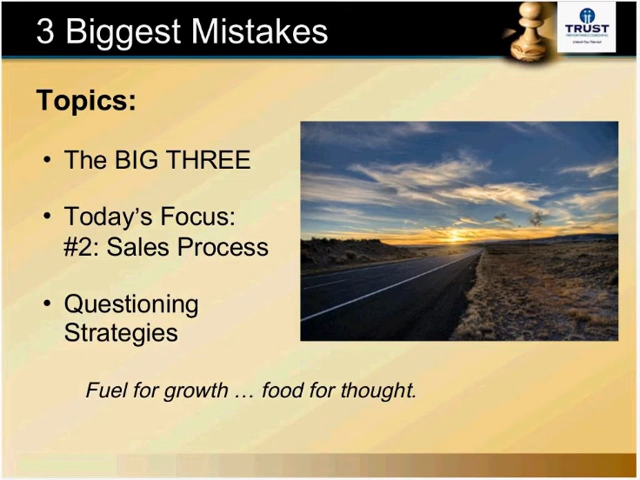 3 Biggest Mistakes
TRUST
Topics:
• The BIG THREE
• Today's Focus:
#2: Sales Process
• Questioning
Strategies
Fuel for growth … food for thought.